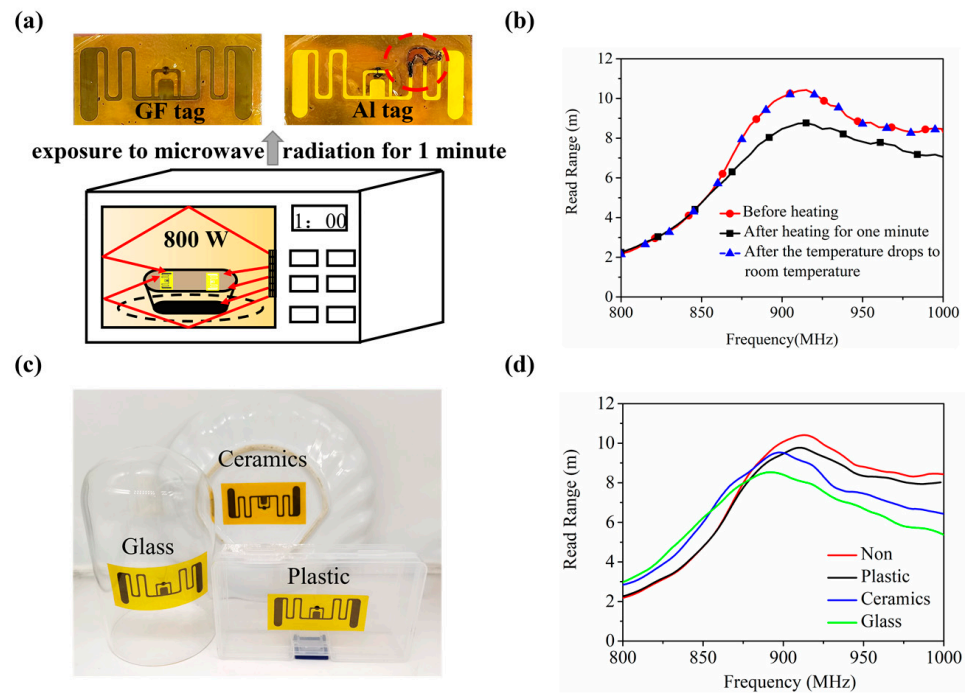 (a)
GF tag
Al tag
exposure to microwave radiation for 1 minute
800 W
1: 00
(b)
Read Range (m)
12
10
8
6
4
2
0
Before heating
After heating for one minute
After the temperature drops to
room temperature
800 850 900 950 1000
Frequency(MHz)
(c)
Ceramics
Glass
Plastic
(d)
Read Range (m)
12
10
8
6
4
2
0
Non
Plastic
Ceramics
Glass
800 850 900 950 1000
Frequency (MHz)